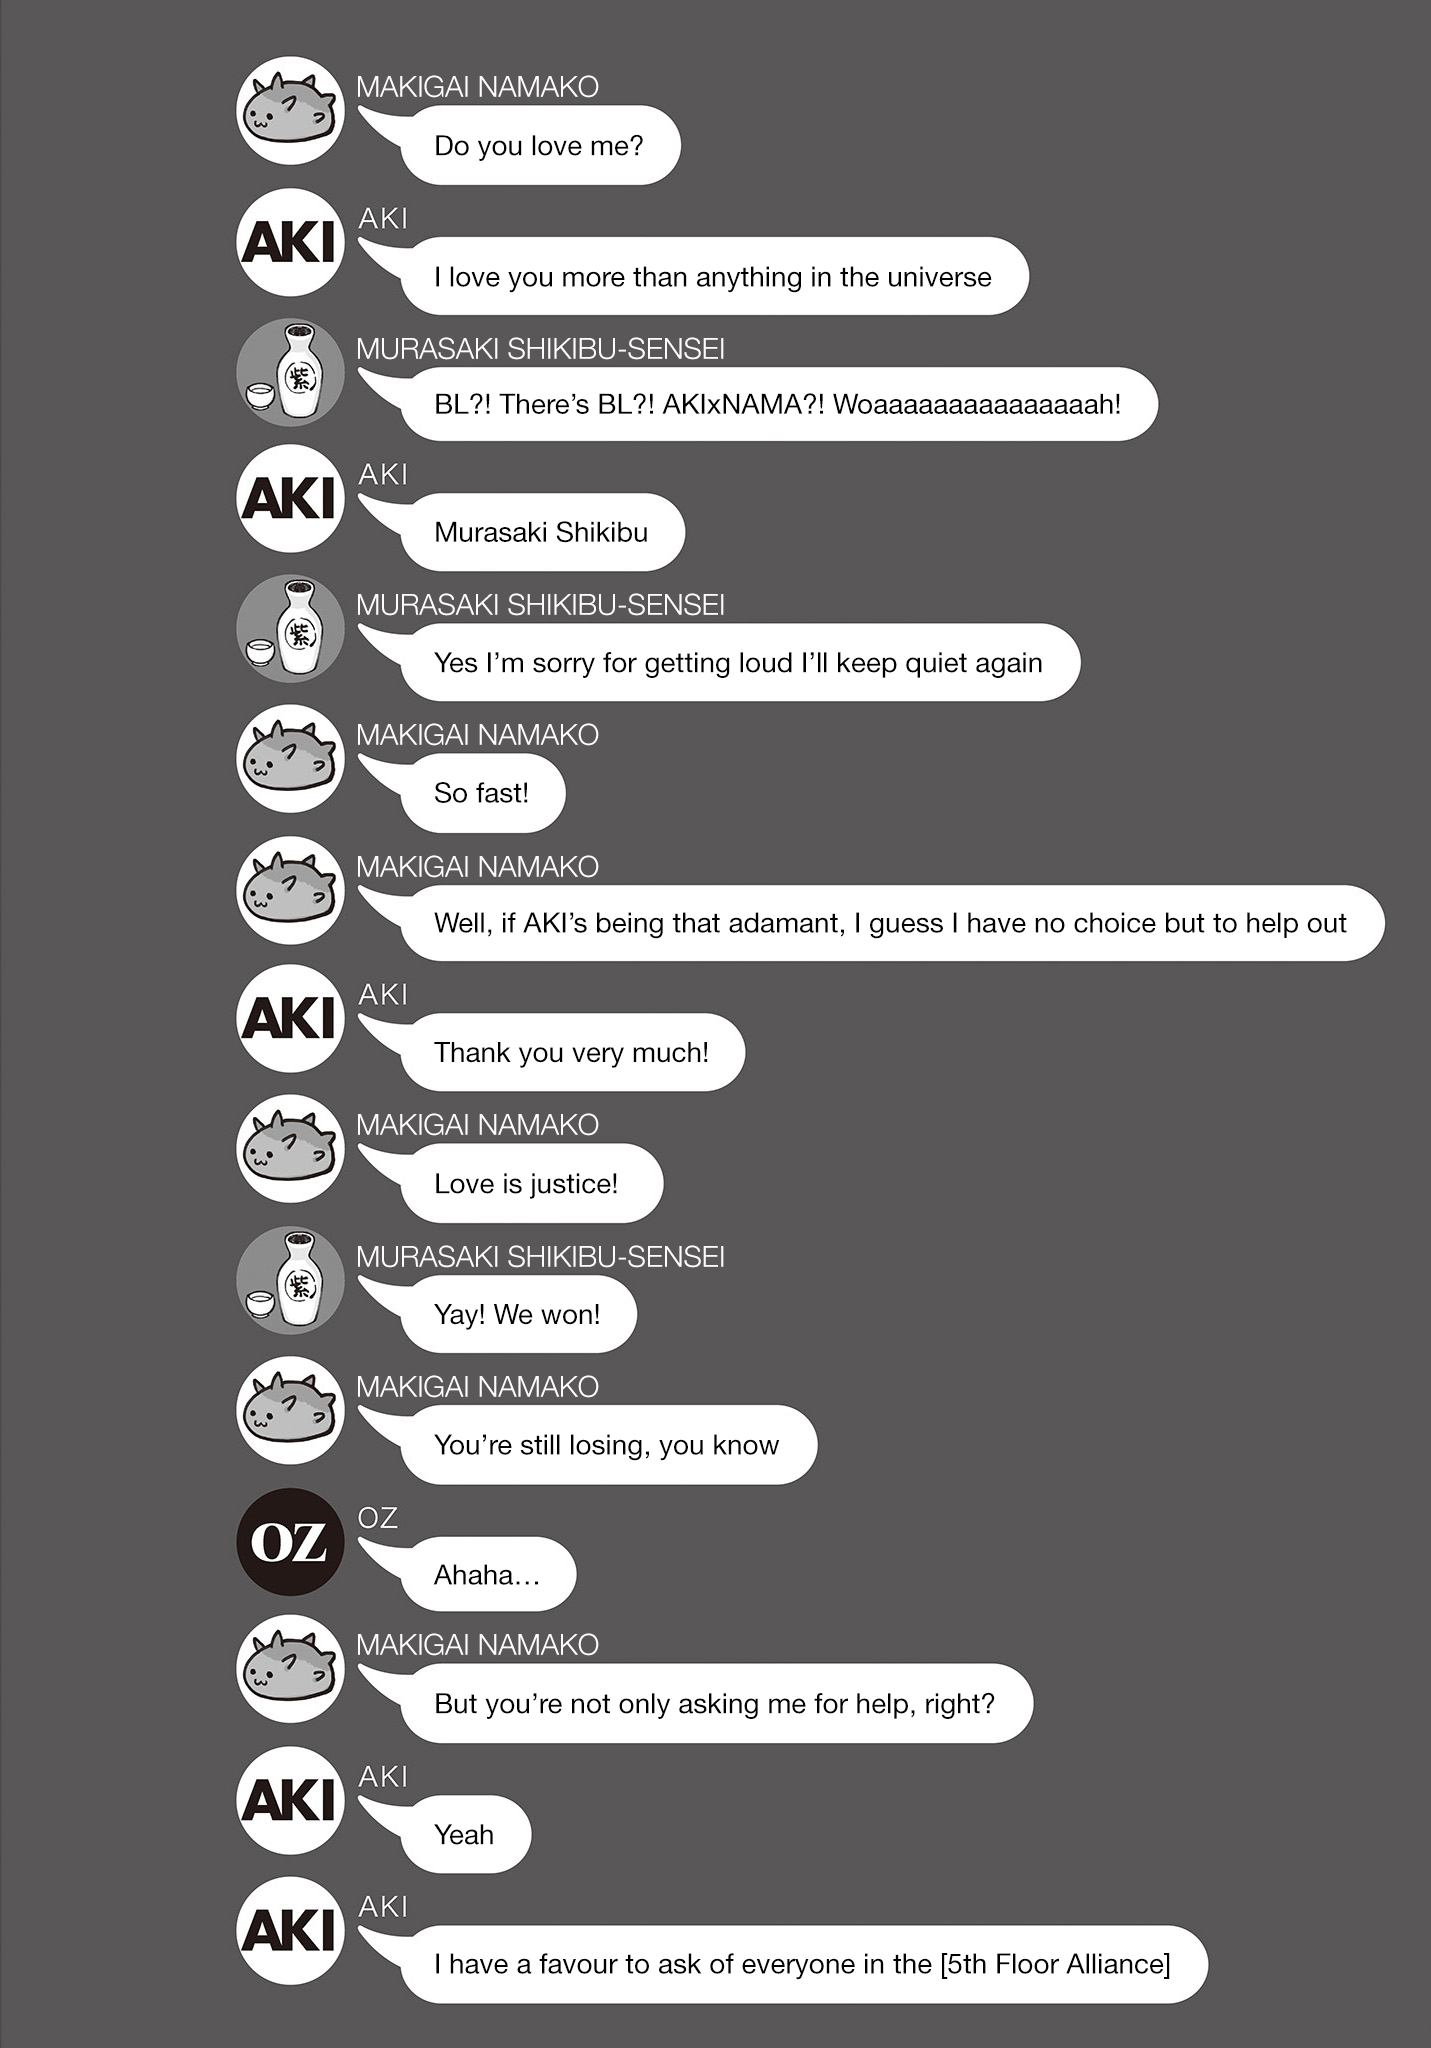 MAKIGAI NAMAKO
Do you love me?
AKI
AKI
I love you more than anything in the universe
MURASAKI SHIKIBU-SENSEI
紫
BL?! There's BL?! AKIxNAMA?! Woaaaaaaaaaaaaaaah!
AKI
AKI
Murasaki Shikibu
MURASAKI SHIKIBU-SENSEI
紫
Yes I'm sorry for getting loud I'll keep quiet again
MAKIGAI NAMAKO
So fast!
MAKIGAI NAMAKO
Well, if AKI's being that adamant, I guess I have no choice but to help out
AKI
AKI
Thank you very much!
MAKIGAI NAMAKO
Love is justice!
MURASAKI SHIKIBU-SENSEI
紫
Yay! We won!
MAKIGAI NAMAKO
You're still losing, you know
OZ
OZ
Ahaha...
MAKIGAI NAMAKO
But you're not only asking me for help, right?
AKI
AKI
Yeah
AKI
AKI
I have a favour to ask of everyone in the [5th Floor Alliance]